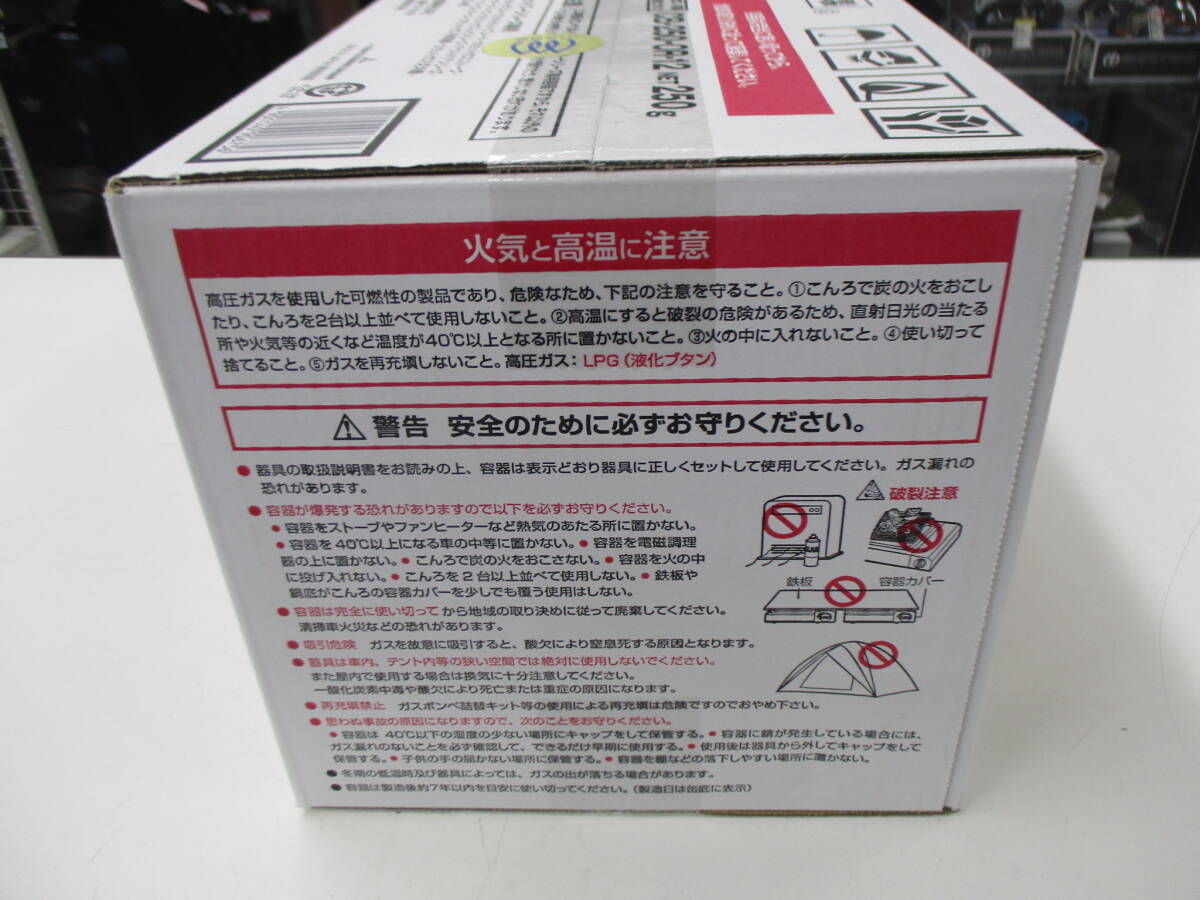 NET 250g
火気と高温に注意
高圧ガスを使用した可燃性の製品であり、危険なため、下記の注意を守ること。①こんろで炭の火をおこし
たり、こんろを2台以上並べて使用しないこと。②高温にすると破裂の危険があるため、直射日光の当たる
所や火気等の近くなど温度が40℃以上となる所に置かないこと。③火の中に入れないこと。④使い切って
捨てること。⑤ガスを再充填しないこと。高圧ガス：LPG（液化ブタン）
警告 安全のために必ずお守りください。
●器具の取扱説明書をお読みの上、容器は表示どおり器具に正しくセットして使用してください。ガス漏れの
恐れがあります。
●容器が爆発する恐れがありますので以下を必ずお守りください。
●容器をストーブやファンヒーターなど熱気のあたる所に置かない。
●容器を40℃以上になる車の中等に置かない。●容器を電磁調理
器の上に置かない。●こんろで炭の火をおこさない。●容器を火の中
に投げ入れない。●こんろを2台以上並べて使用しない。●鉄板や
鍋底がこんろの容器カバーを少しでも覆う使用はしない。
破裂注意
鉄板
容器カバー
●容器は完全に使い切ってから地域の取り決めに従って廃棄してください。
清掃車火災などの恐れがあります。
●吸引危険 ガスを故意に吸引すると、酸欠により窒息死する原因となります。
●器具は車内、テント内等の狭い空間では絶対に使用しないでください。
また屋内で使用する場合は換気に十分注意してください。
一酸化炭素中毒や酸欠により死亡または重症の原因になります。
●再充填禁止 ガスボンベ詰替キット等の使用による再充填は危険ですのでおやめ下さい。
●思わぬ事故の原因になりますので、次のことをお守りください。
●容器は 40℃以下の湿度の少ない場所にキャップをして保管する。●容器に錆が発生している場合には、
ガス漏れのないことを必ず確認して、できるだけ早期に使用する。●使用後は器具から外してキャップをして
保管する。●子供の手の届かない場所に保管する。●容器を棚などの落下しやすい場所に置かない。
●冬期の低温時及び器具によっては、ガスの出が落ちる場合があります。
●容器は製造後約7年以内を目安に使い切ってください。（製造日は缶底に表示）